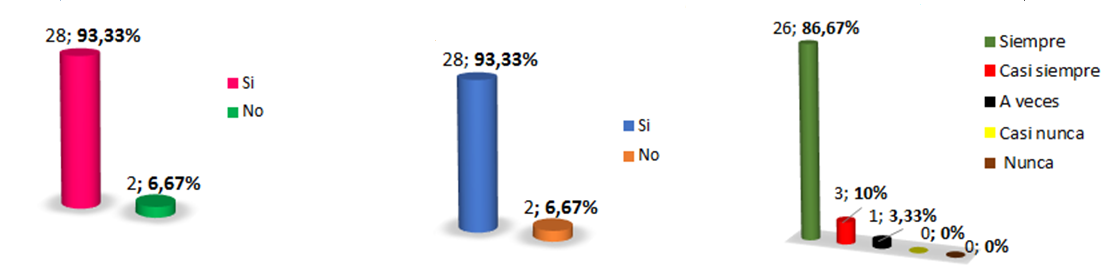 28; 93,33%
Si
No
2; 6,67%
28; 93,33%
Si
No
2; 6,67%
26; 86,67%
Siempre
Casi siempre
A veces
Casi nunca
Nunca
3; 10%
1; 3,33%
0; 0%
0; 0%